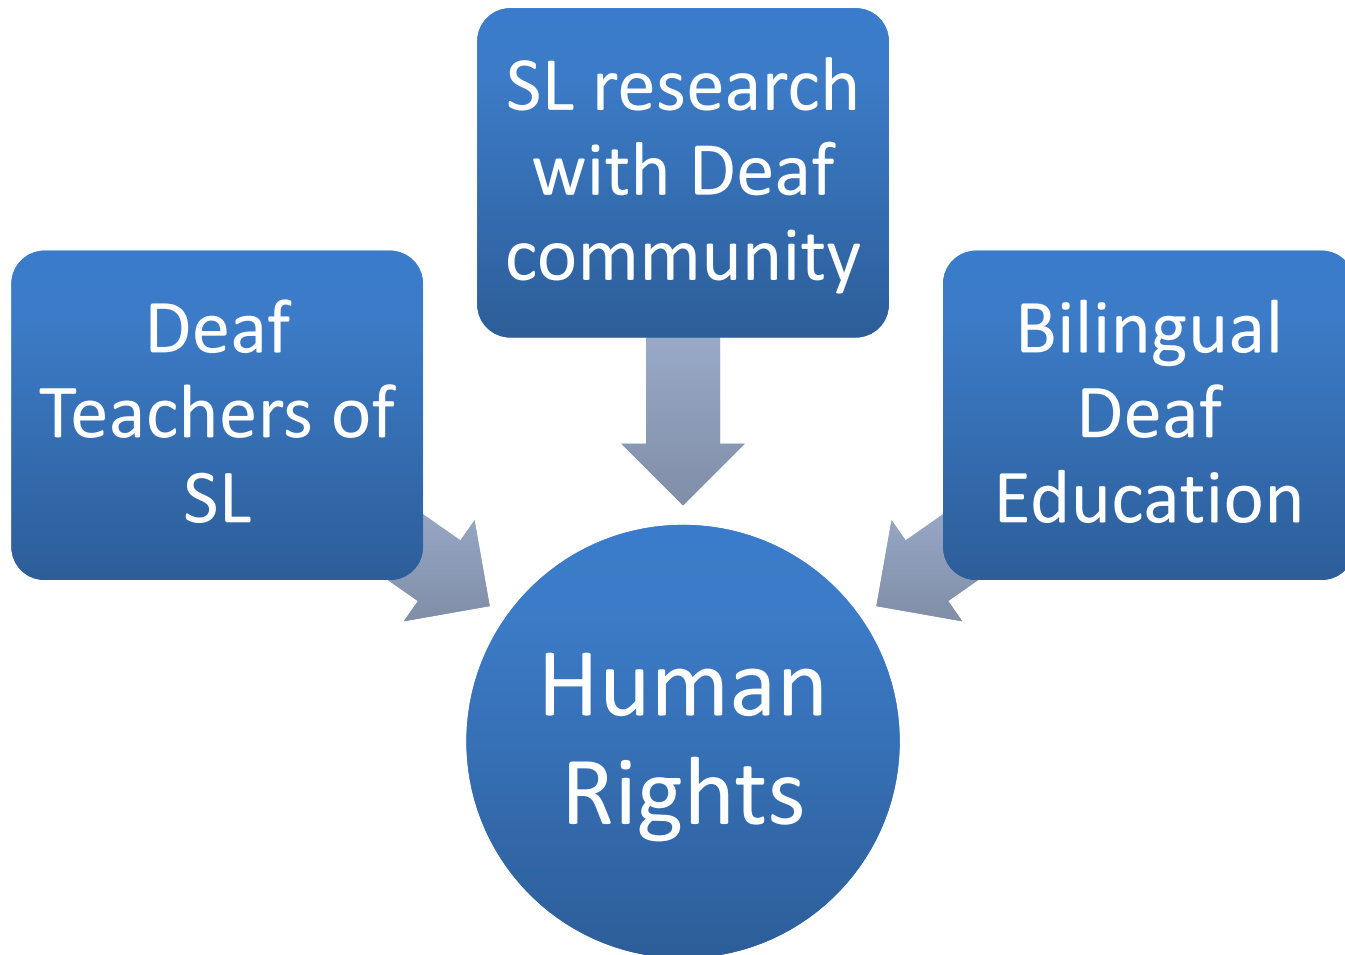 SL research
with Deaf
community
Deaf
Teachers of
SL
Bilingual
Deaf
Education
Human
Rights